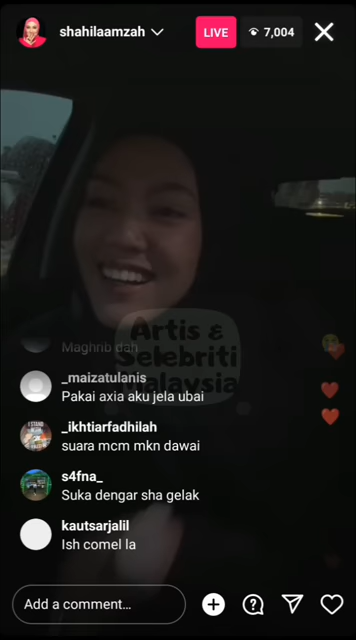 shahilaamzah
LIVE
7,004
Artis &
Selebriti
Malaysia
Maghrib dah
_maizatulanis
Pakai axia aku jela ubai
_ikhtiarfadhilah
suara mcm mkn dawai
s4fna_
Suka dengar sha gelak
kautsarjalil
Ish comel la
Add a comment...